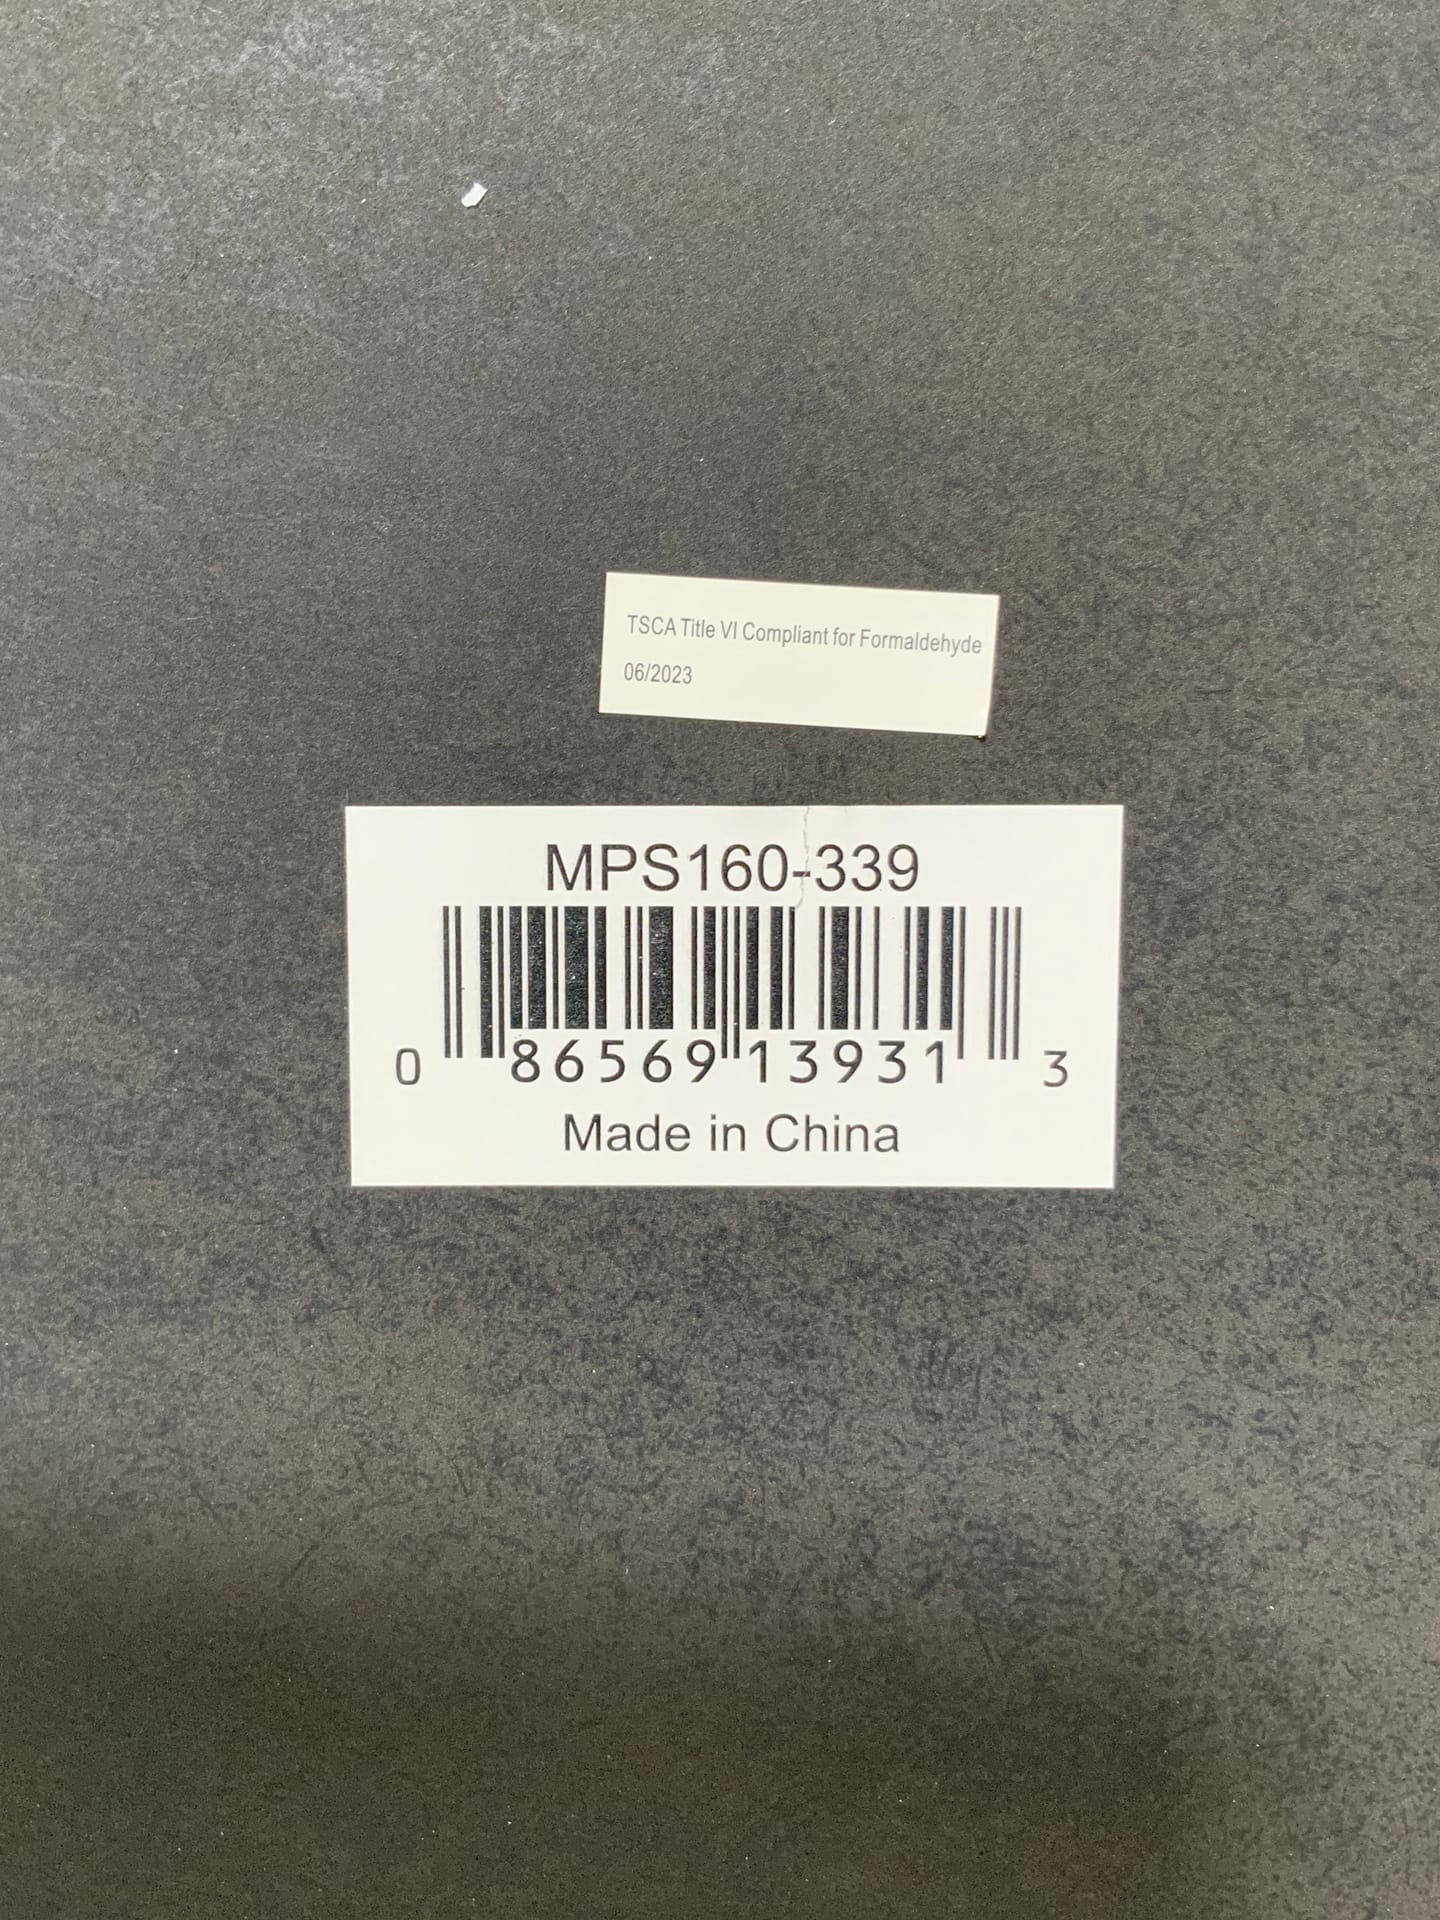 TSCA Title VI Compliant for Formaldehyde
06/2023
MPS160-339
0 86569 13931 3
Made in China